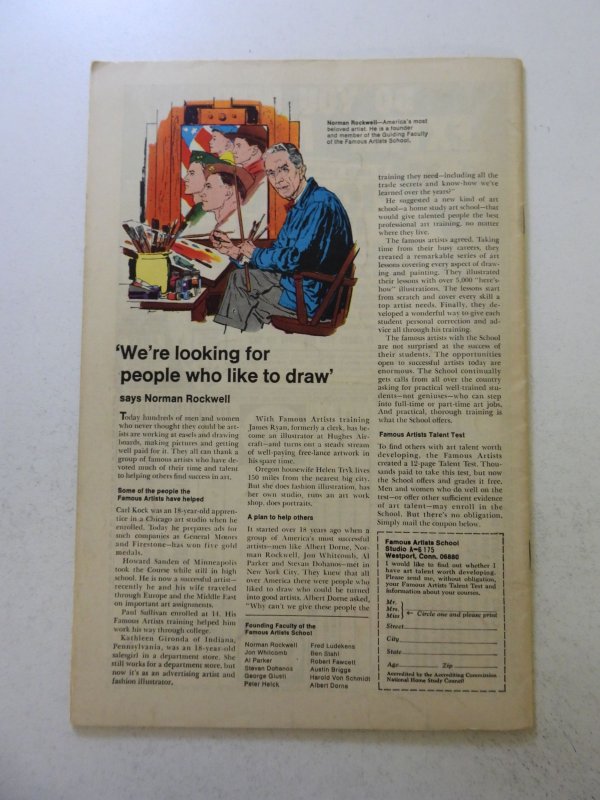 Norman Rockwell—America's most
beloved artist. He is a founder
and member of the Guiding Faculty
of the Famous Artists School.
'We're looking for
people who like to draw'
says Norman Rockwell
Today hundreds of men and women
who never thought they could be art-
ists are working at easels and drawing
boards, making pictures and getting
well paid for it. They all can thank a
group of famous artists who have de-
voted much of their time and talent
to helping others find success in art.
Some of the people the
Famous Artists have helped
Carl Kock was an 18-year-old appren-
tice in a Chicago art studio when he
enrolled. Today he prepares ads for
such companies as General Motors
and Firestone—has won five gold
medals.
Howard Sanden of Minneapolis
took the Course while still in high
school. He is now a successful artist—
recently he and his wife traveled
through Europe and the Middle East
on important art assignments.
Paul Sullivan enrolled at 14. His
Famous Artists training helped him
work his way through college.
Kathleen Gironda of Indiana,
Pennsylvania, was an 18-year-old
salesgirl in a department store. She
still works for a department store, but
now it's as an advertising artist and
fashion illustrator.
With Famous Artists training
James Ryan, formerly a clerk, has be-
come an illustrator at Hughes Air-
craft—and turns out a steady stream
of well-paying free-lance artwork in
his spare time.
Oregon housewife Helen Tryk lives
150 miles from the nearest big city.
But she does fashion illustration, has
her own studio, runs an art work
shop, does portraits.
A plan to help others
It started over 18 years ago when a
group of America's most successful
artists—men like Albert Dorne, Nor-
man Rockwell, Jon Whitcomb, Al
Parker and Stevan Dohanos—met in
New York City. They knew that all
over America there were people who
liked to draw who could be turned
into good artists. Albert Dorne asked,
"Why can't we give these people the
Founding Faculty of the
Famous Artists School
Norman Rockwell
Jon Whitcomb
Al Parker
Stevan Dohanos
George Giusti
Peter Helck
Fred Ludekens
Ben Stahl
Robert Fawcett
Austin Briggs
Harold Von Schmidt
Albert Dorne
training they need—including all the
trade secrets and know-how we've
learned over the years?"
He suggested a new kind of art
school—a home study art school—that
would give talented people the best
professional art training, no matter
where they live.
The famous artists agreed. Taking
time from their busy careers, they
created a remarkable series of art
lessons covering every aspect of draw-
ing and painting. They illustrated
their lessons with over 5,000 "here's-
how" illustrations. The lessons start
from scratch and cover every skill a
top artist needs. Finally, they de-
veloped a wonderful way to give each
student personal correction and ad-
vice all through his training.
The famous artists with the School
are not surprised at the success of
their students. The opportunities
open to successful artists today are
enormous. The School continually
gets calls from all over the country
asking for practical well-trained stu-
dents—not geniuses—who can step
into full-time or part-time art jobs.
And practical, thorough training is
what the School offers.
Famous Artists Talent Test
To find others with art talent worth
developing, the Famous Artists
created a 12-page Talent Test. Thou-
sands paid to take this test, but now
the School offers and grades it free.
Men and women who do well on the
test—or offer other sufficient evidence
of art talent—may enroll in the
School. But there's no obligation.
Simply mail the coupon below.
Famous Artists School
Studio A-6175
Westport, Conn. 06880
I would like to find out whether I
have art talent worth developing.
Please send me, without obligation,
your Famous Artists Talent Test and
information about your courses.
Mr.
Mrs.
Miss
← Circle one and please print
Street
City
State
Age Zip
Accredited by the Accrediting Commission
National Home Study Council